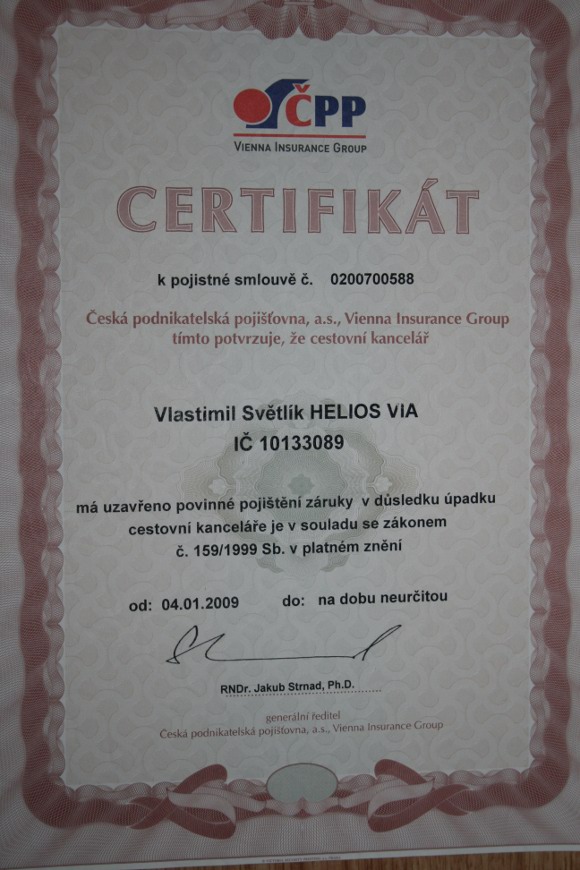 ČPP
VIENNA INSURANCE GROUP
CERTIFIKÁT
k pojistné smlouvě č. 0200700588
Česká podnikatelská pojišťovna, a.s., Vienna Insurance Group
tímto potvrzuje, že cestovní kancelář
Vlastimil Světlík HELIOS VIA
IČ 10133089
má uzavřeno povinné pojištění záruky v důsledku úpadku
cestovní kanceláře je v souladu se zákonem
č. 159/1999 Sb. v platném znění
od: 04.01.2009 do: na dobu neurčitou
RNDr. Jakub Strnad, Ph.D.
generální ředitel
Česká podnikatelská pojišťovna, a.s., Vienna Insurance Group